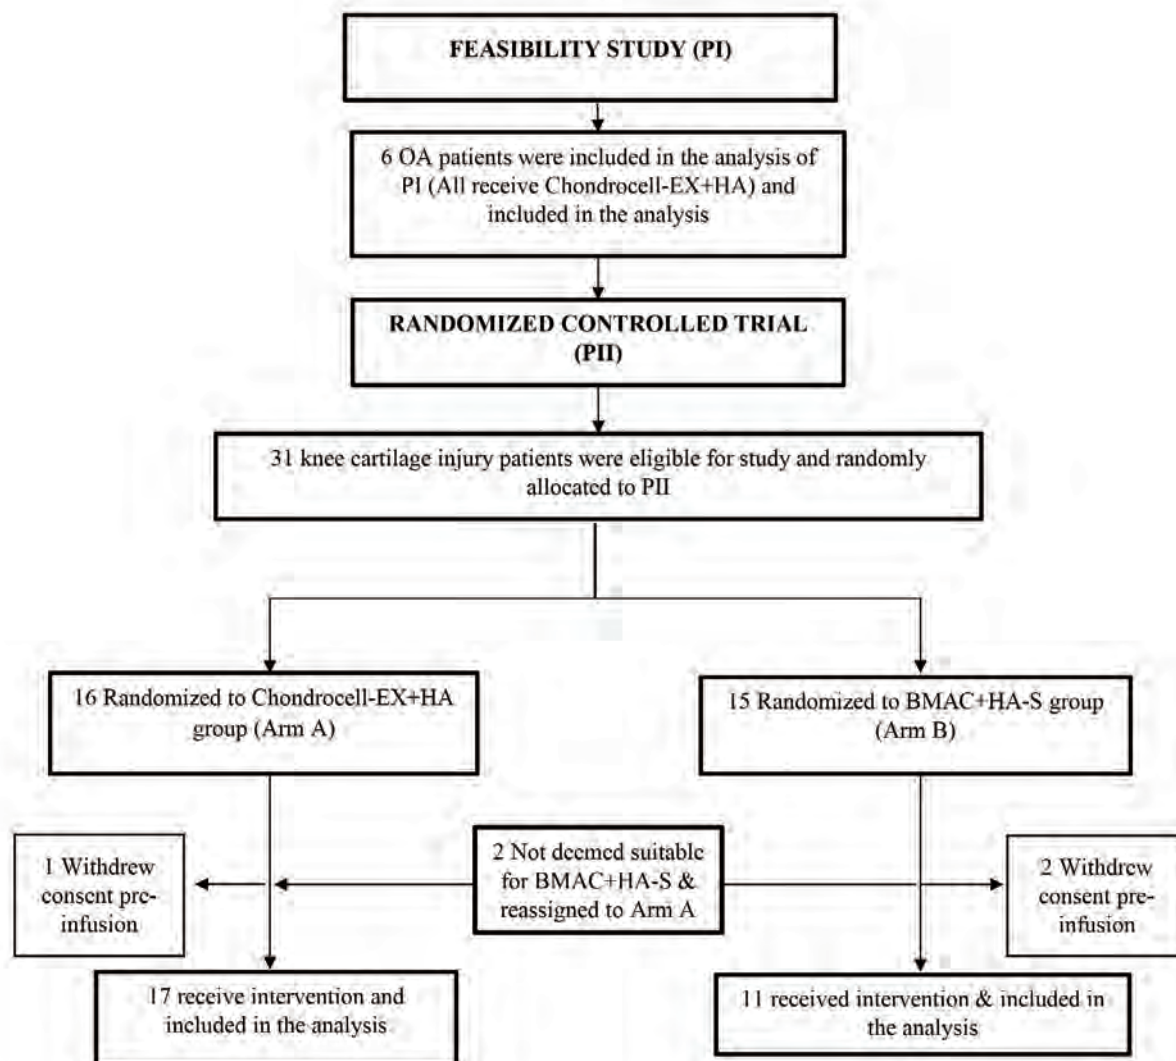 FEASIBILITY STUDY (PI)
6 OA patients were included in the analysis of
PI (All receive Chondrocell-EX+HA) and
included in the analysis
RANDOMIZED CONTROLLED TRIAL
(PII)
31 knee cartilage injury patients were eligible for study and randomly
allocated to PII
16 Randomized to Chondrocell-EX+HA
group (Arm A)
15 Randomized to BMAC+HA-S group
(Arm B)
1 Withdrew
consent pre-
infusion
2 Not deemed suitable
for BMAC+HA-S &
reassigned to Arm A
2 Withdrew
consent pre-
infusion
17 receive intervention and
included in the analysis
11 received intervention & included in
the analysis